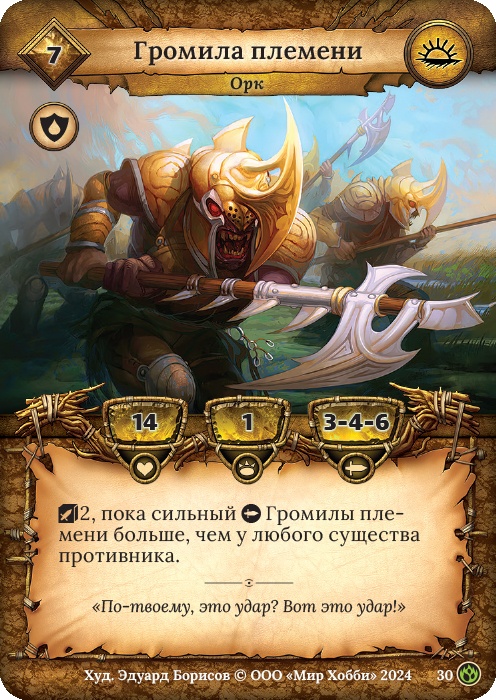 7
Громила племени
Орк
14
1
3-4-6
2, пока сильный Громилы пле-
мени больше, чем у любого существа
противника.
«По-твоему, это удар? Вот это удар!»
Худ. Эдуард Борисов © ООО «Мир Хобби» 2024
30